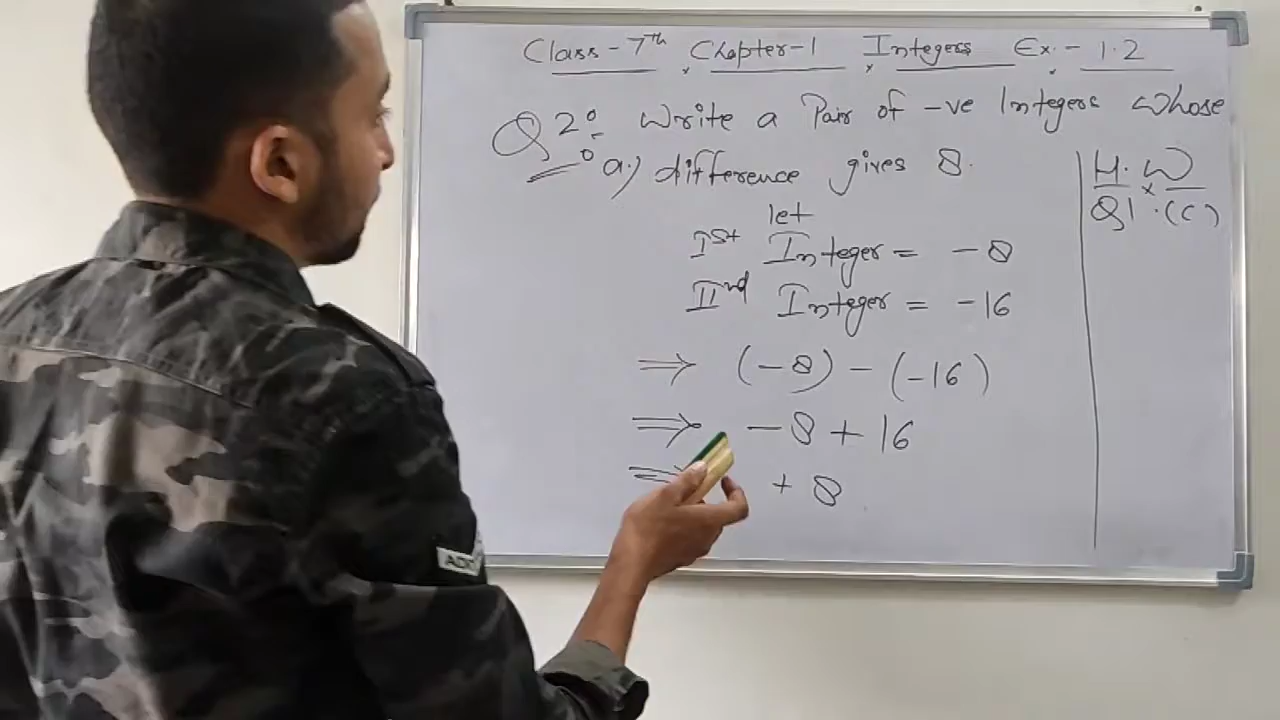 Class-7th Chapter-1 Integers Ex.- 1.2
Q2: Write a Pair of -ve Integers whose
a.) difference gives 8.
let
Ist Integer = -8
IInd Integer = -16
⇒ (-8) - (-16)
⇒ -8 + 16
⇒ + 8
H.W
Q1.(C)